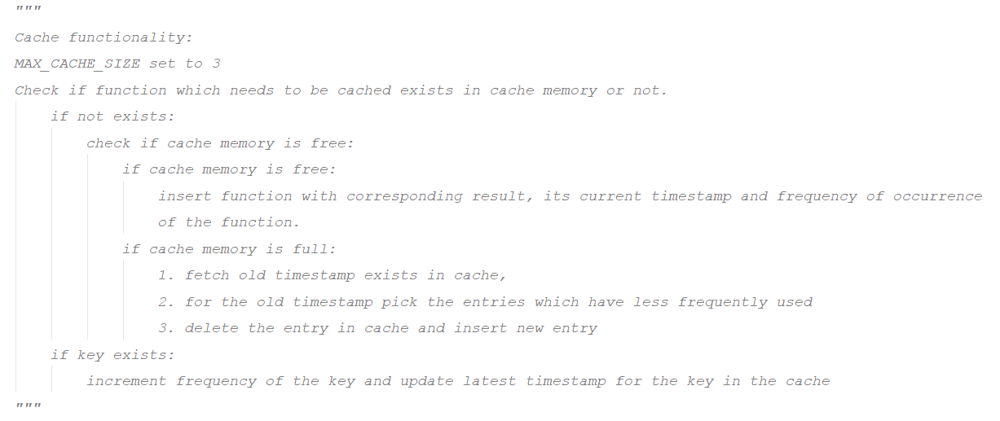 """
Cache functionality:
MAX_CACHE_SIZE set to 3
Check if function which needs to be cached exists in cache memory or not.
if not exists:
check if cache memory is free:
if cache memory is free:
insert function with corresponding result, its current timestamp and frequency of occurrence
of the function.
if cache memory is full:
1. fetch old timestamp exists in cache,
2. for the old timestamp pick the entries which have less frequently used
3. delete the entry in cache and insert new entry
if key exists:
increment frequency of the key and update latest timestamp for the key in the cache
"""